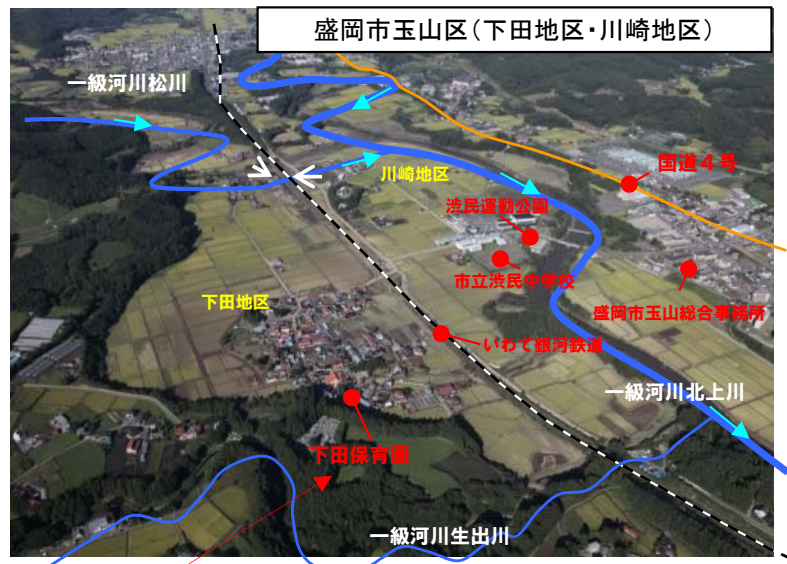 盛岡市玉山区(下田地区・川崎地区)
一級河川松川
国道４号
川崎地区
渋民運動公園
市立渋民中学校
下田地区
盛岡市玉山総合事務所
いわて銀河鉄道
一級河川北上川
下田保育園
一級河川生出川